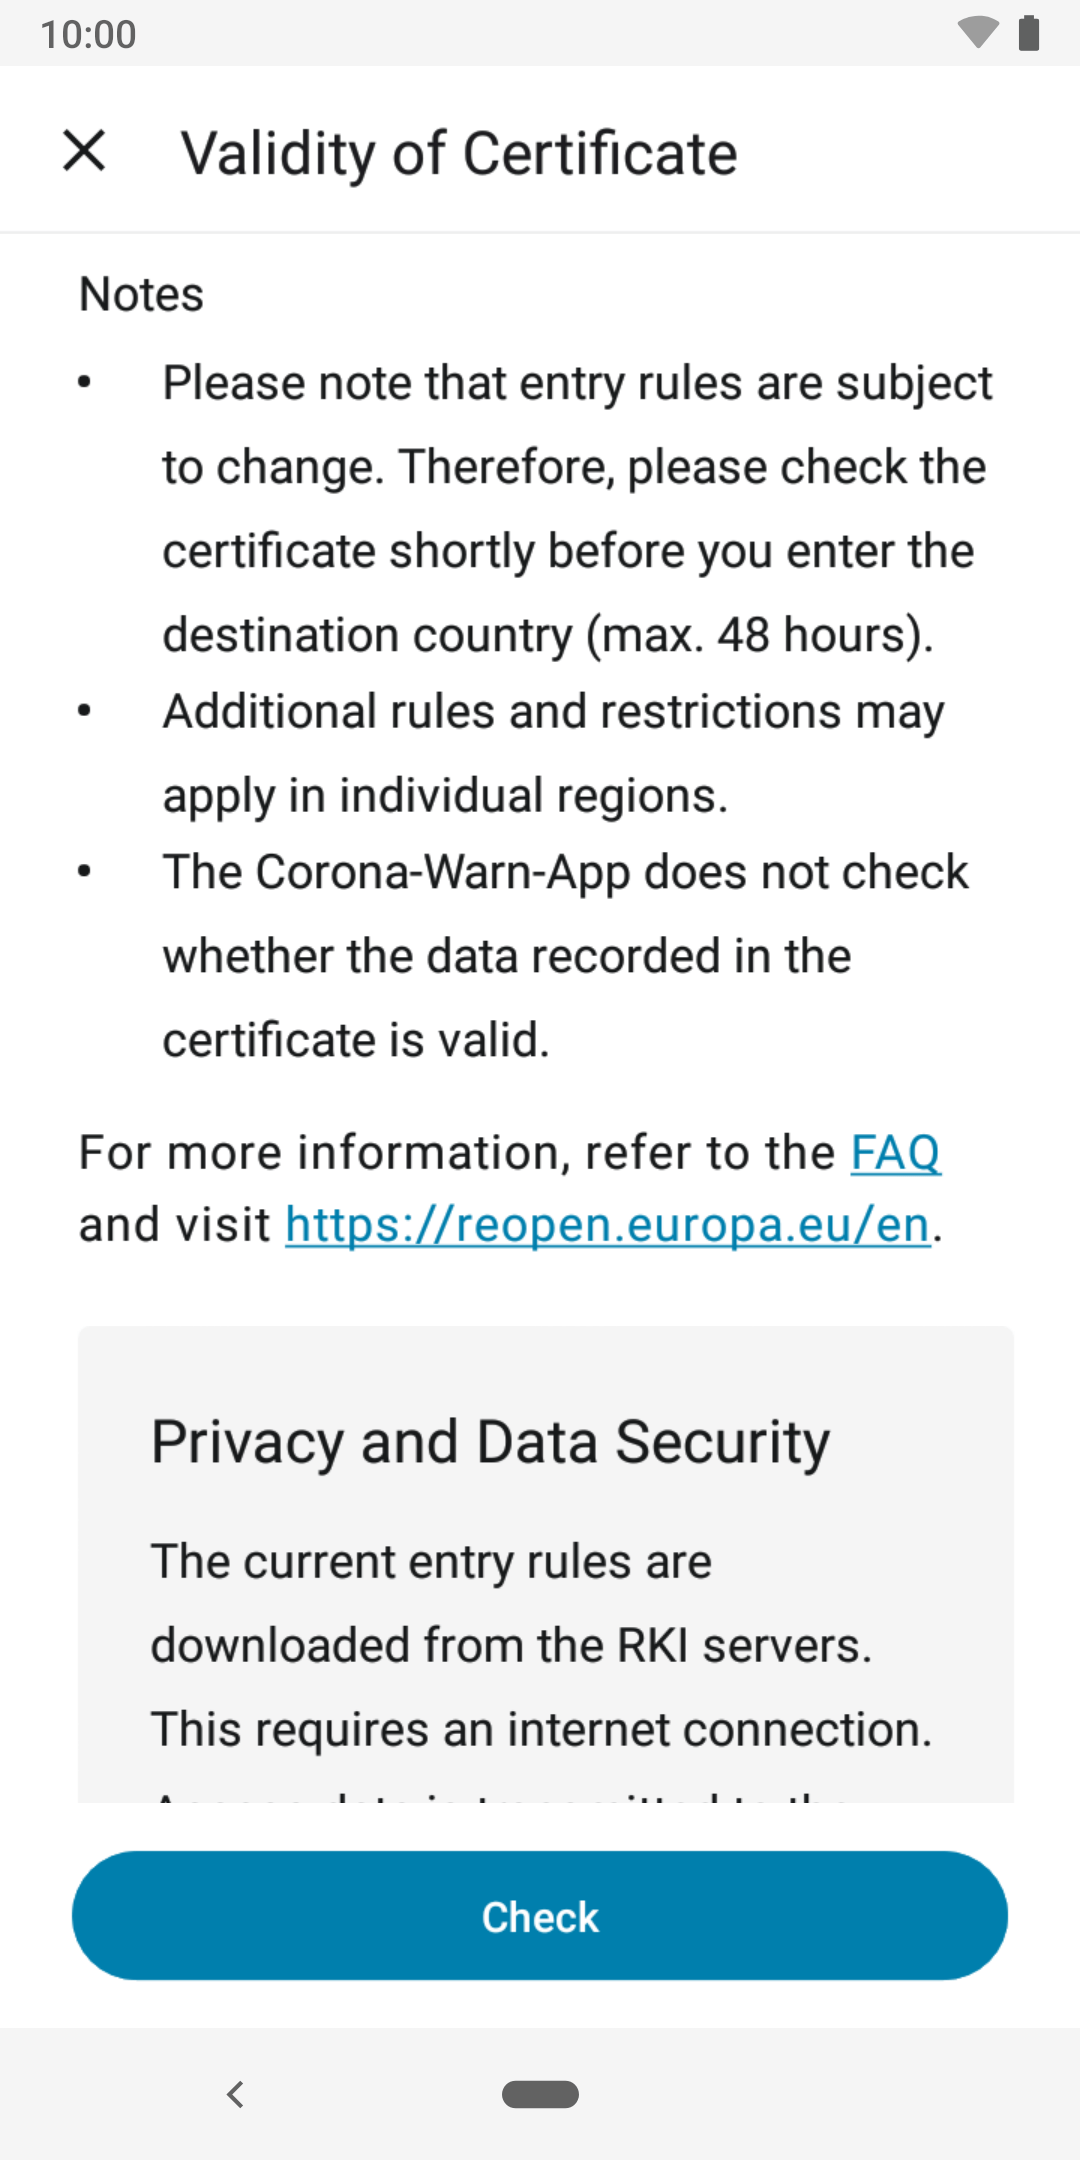 10:00
Validity of Certificate
Notes
• Please note that entry rules are subject
to change. Therefore, please check the
certificate shortly before you enter the
destination country (max. 48 hours).
• Additional rules and restrictions may
apply in individual regions.
• The Corona-Warn-App does not check
whether the data recorded in the
certificate is valid.
For more information, refer to the FAQ
and visit https://reopen.europa.eu/en.
Privacy and Data Security
The current entry rules are
downloaded from the RKI servers.
This requires an internet connection.
Check